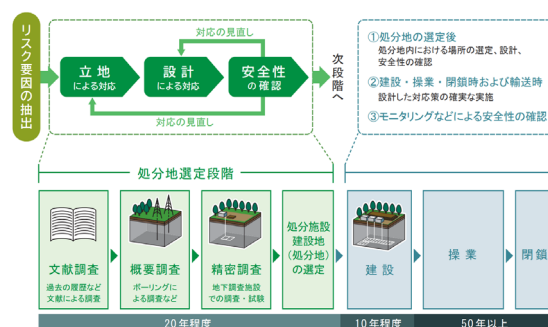 リスク要因の抽出
対応の見直し
立地
による対応
設計
による対応
安全性
の確認
対応の見直し
次段階へ
①処分地の選定後
処分地内における場所の選定、設計、
安全性の確認
②建設・操業・閉鎖時および輸送時
設計した対応策の確実な実施
③モニタリングなどによる安全性の確認
処分地選定段階
文献調査
過去の履歴など
文献による調査
概要調査
ボーリングに
よる調査など
精密調査
地下調査施設
での調査・試験
処分施設
建設地
(処分地)
の選定
建設
操業
閉鎖
20年程度
10年程度
50年以上